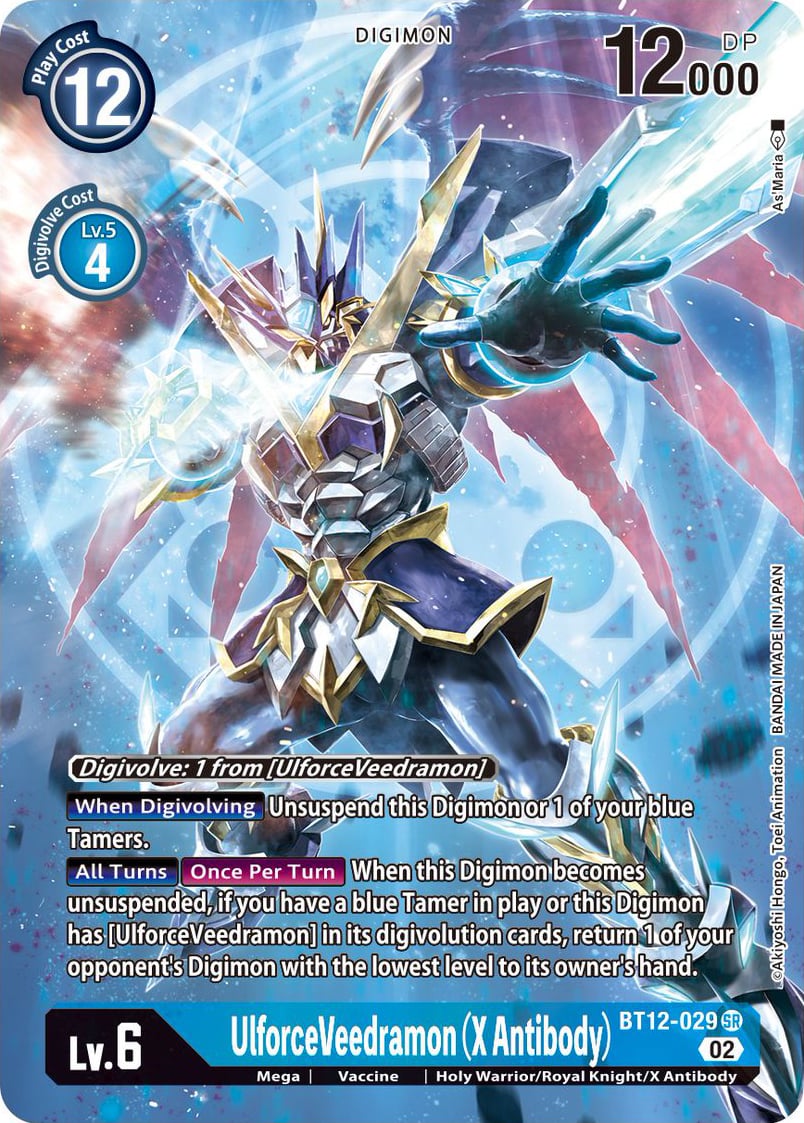 Play Cost
12
DIGIMON
12000
DP
As'Maria
Digivolve Cost
Lv.5
4
BANDAI MADE IN JAPAN
©Akiyoshi Hongo, Toei Animation
Digivolve: 1 from [UlforceVeedramon]
When Digivolving Unsuspend this Digimon or 1 of your blue
Tamers.
All Turns Once Per Turn When this Digimon becomes
unsuspended, if you have a blue Tamer in play or this Digimon
has [UlforceVeedramon] in its digivolution cards, return 1 of your
opponent's Digimon with the lowest level to its owner's hand.
Lv.6
UlforceVeedramon (X Antibody)
BT12-029 SR
02
Mega | Vaccine | Holy Warrior/Royal Knight/X Antibody